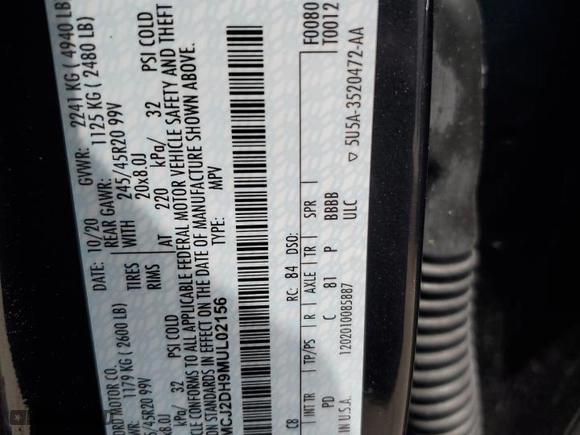 ORD MOTOR CO.
DATE: 10/20 GVWR: 2241 KG ( 4940 LB
1179 KG ( 2600 LB) REAR GAWR: 1125 KG ( 2480 LB)
5/45R20 99V TIRES WITH 245/45R20 99V
20x8.0J RIMS 20x8.0J
kPa/ 32 PSI COLD AT 220 kPa/ 32 PSI COLD
CONFORMS TO ALL APPLICABLE FEDERAL MOTOR VEHICLE SAFETY AND THEFT
ION STANDARDS IN EFFECT ON THE DATE OF MANUFACTURE SHOWN ABOVE.
MCJ2DH9MUL02156 TYPE: MPV
C8 RC: 84 DSO: F0080
T0012
INT TR TP/PS R AXLE TR SPR
PD C 81 P BBBB
IN U.S.A. 1202010085887 ULC ▽ 5U5A-3520472-AA